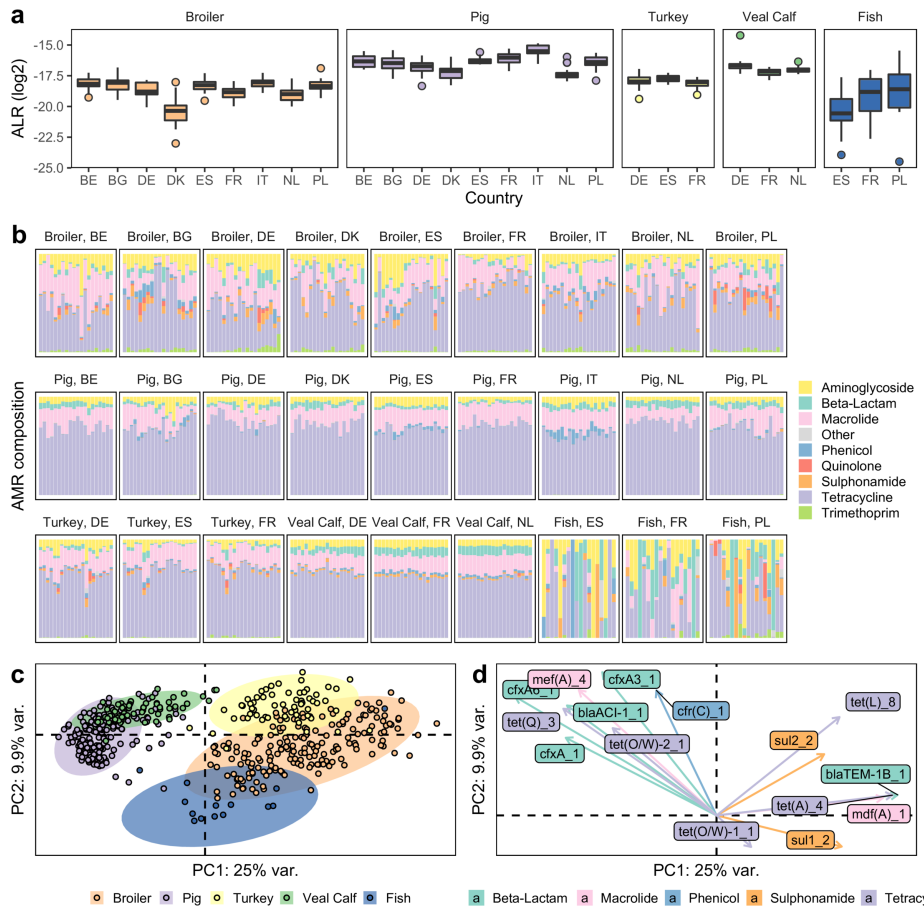 a
Broiler Pig Turkey Veal Calf Fish
ALR (log2)
-15.0
-17.5
-20.0
-22.5
-25.0
BE BG DE DK ES FR IT NL PL BE BG DE DK ES FR IT NL PL DE ES FR DE FR NL ES FR PL
Country
b
Broiler, BE Broiler, BG Broiler, DE Broiler, DK Broiler, ES Broiler, FR Broiler, IT Broiler, NL Broiler, PL
AMR composition
Pig, BE Pig, BG Pig, DE Pig, DK Pig, ES Pig, FR Pig, IT Pig, NL Pig, PL
Turkey, DE Turkey, ES Turkey, FR Veal Calf, DE Veal Calf, FR Veal Calf, NL Fish, ES Fish, FR Fish, PL
Aminoglycoside
Beta-Lactam
Macrolide
Other
Phenicol
Quinolone
Sulphonamide
Tetracycline
Trimethoprim
c
PC2: 9.9% var.
PC1: 25% var.
Broiler Pig Turkey Veal Calf Fish
d
PC2: 9.9% var.
cfxA6_1
mef(A)_4
cfxA3_1
tet(Q)_3
blaACI-1_1
cfr(C)_1
tet(L)_8
cfxA_1
tet(O/W)-2_1
sul2_2
blaTEM-1B_1
tet(A)_4
mdf(A)_1
tet(O/W)-1_1
sul1_2
PC1: 25% var.
a Beta-Lactam a Macrolide a Phenicol a Sulphonamide a Tetrac